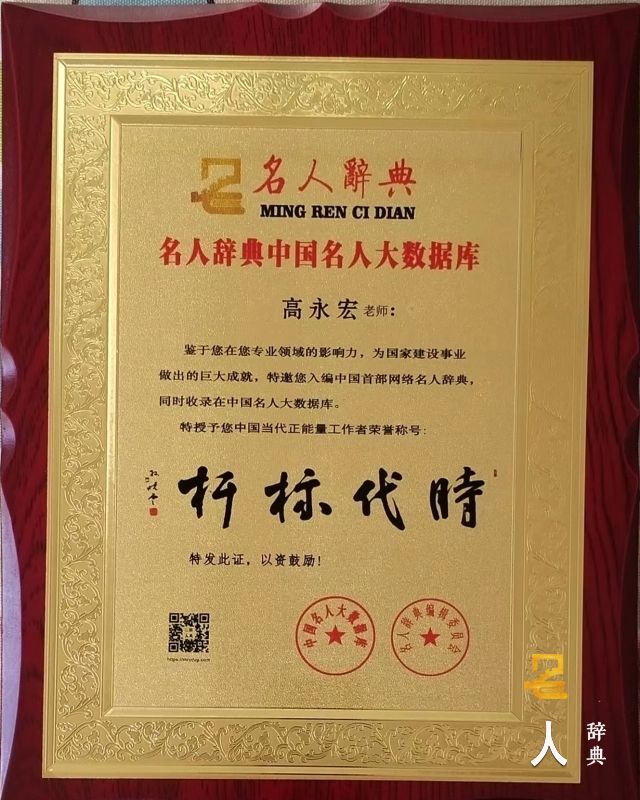 名人辭典
MING REN CI DIAN
名人辞典中国名人大数据库
高永宏老师：
鉴于您在您专业领域的影响力，为国家建设事业
做出的巨大成就，特邀您入编中国首部网络名人辞典，
同时收录在中国名人大数据库。
特授予您中国当代正能量工作者荣誉称号：
時代标杆
特发此证，以资鼓励！
中国名人大数据库
名人辞典编辑委员会
人
辞典